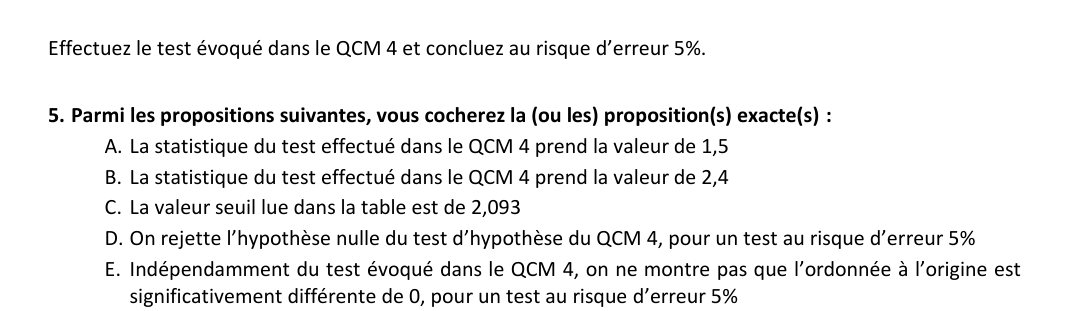 Effectuez le test évoqué dans le QCM 4 et concluez au risque d’erreur 5%.
5. Parmi les propositions suivantes, vous cocherez la (ou les) proposition(s) exacte(s) :
A. La statistique du test effectué dans le QCM 4 prend la valeur de 1,5
B. La statistique du test effectué dans le QCM 4 prend la valeur de 2,4
C. La valeur seuil lue dans la table est de 2,093
D. On rejette l’hypothèse nulle du test d’hypothèse du QCM 4, pour un test au risque d’erreur 5%
E. Indépendamment du test évoqué dans le QCM 4, on ne montre pas que l’ordonnée à l’origine est
significativement différente de 0, pour un test au risque d’erreur 5%